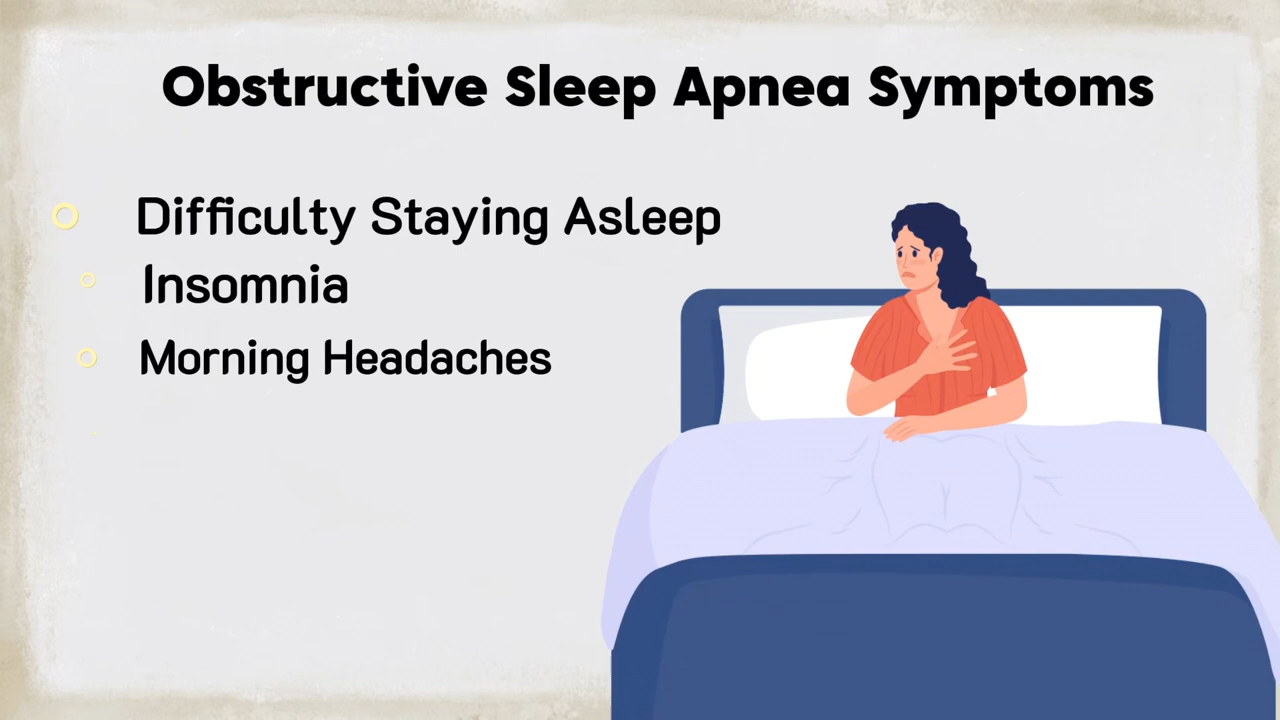 Obstructive Sleep Apnea Symptoms
Difficulty Staying Asleep
Insomnia
Morning Headaches